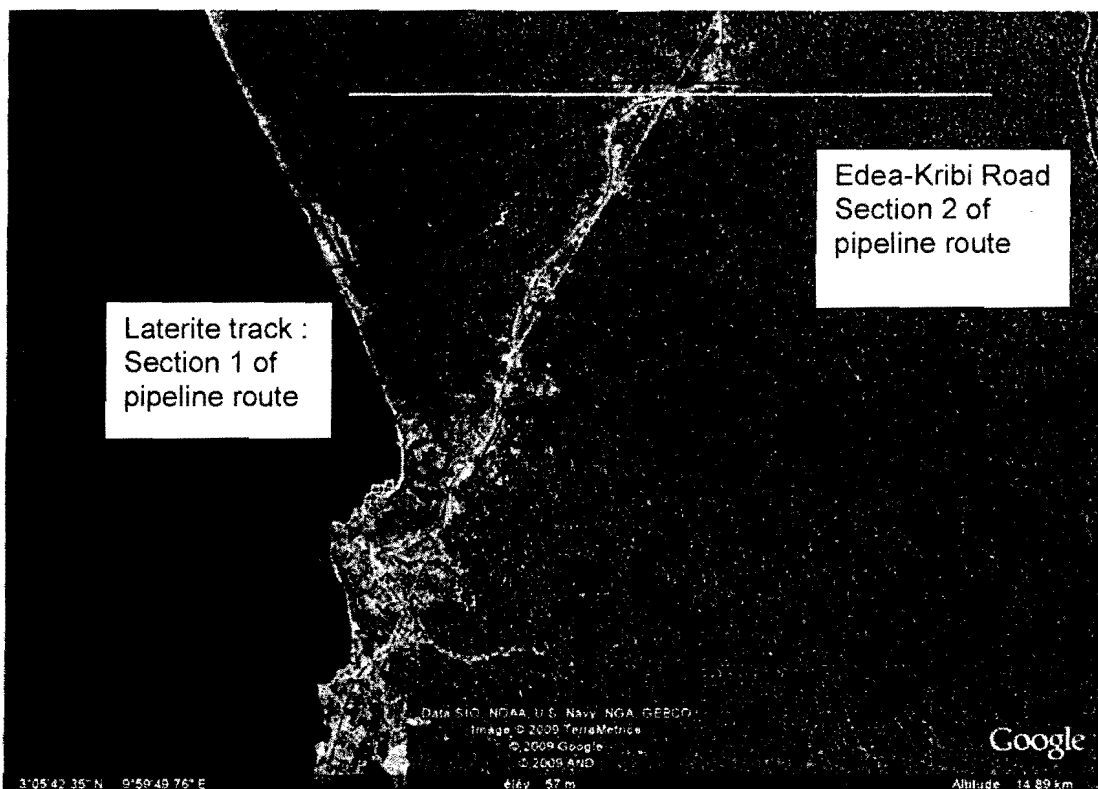 Edea-Kribi Road
Section 2 of
pipeline route
Laterite track :
Section 1 of
pipeline route
Data SIO, NOAA, U.S. Navy, NGA, GEBCO
Image © 2009 TerraMetrics
© 2009 Google
© 2009 AND
Google
3°05'42.35" N 9°59'49.76" E
élév. 57 m
Altitude 14.89 km